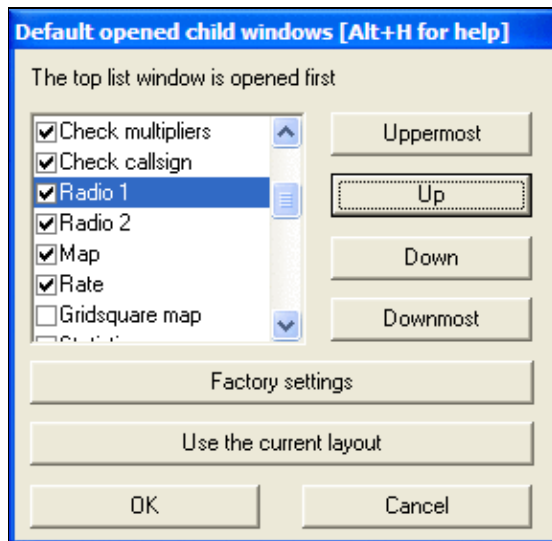 Default opened child windows [Alt+H for help]
The top list window is opened first
Check multipliers
Uppermost
Check callsign
Radio 1
Up
Radio 2
Map
Down
Rate
Gridsquare map
Downmost
Factory settings
Use the current layout
OK
Cancel